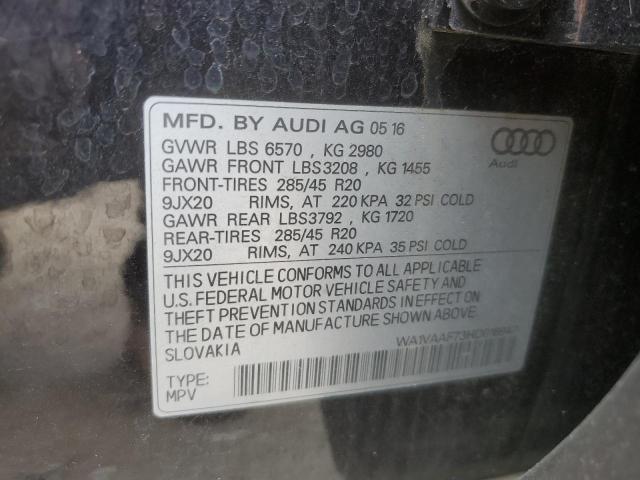 MFD. BY AUDI AG 05 16
GVWR LBS 6570 , KG 2980
GAWR FRONT LBS3208 , KG 1455
FRONT-TIRES 285/45 R20
9JX20 RIMS, AT 220 KPA 32 PSI COLD
GAWR REAR LBS3792 , KG 1720
REAR-TIRES 285/45 R20
9JX20 RIMS, AT 240 KPA 35 PSI COLD
Audi
THIS VEHICLE CONFORMS TO ALL APPLICABLE
U.S. FEDERAL MOTOR VEHICLE SAFETY AND
THEFT PREVENTION STANDARDS IN EFFECT ON
THE DATE OF MANUFACTURE SHOWN ABOVE.
SLOVAKIA
TYPE:
MPV